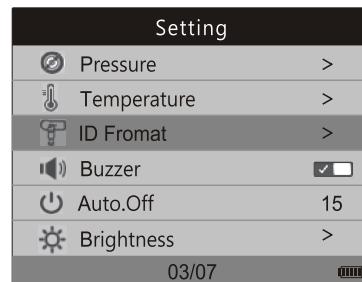 Setting
Pressure >
Temperature >
ID Fromat >
Buzzer
Auto.Off 15
Brightness >
03/07